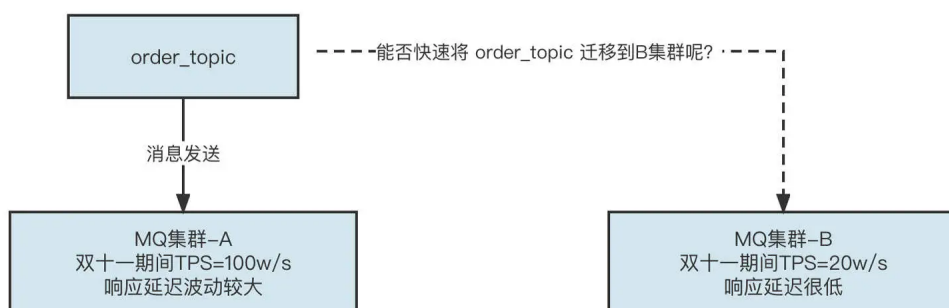 order_topic
能否快速将 order_topic 迁移到B集群呢?
消息发送
MQ集群-A
双十一期间TPS=100w/s
响应延迟波动较大
MQ集群-B
双十一期间TPS=20w/s
响应延迟很低